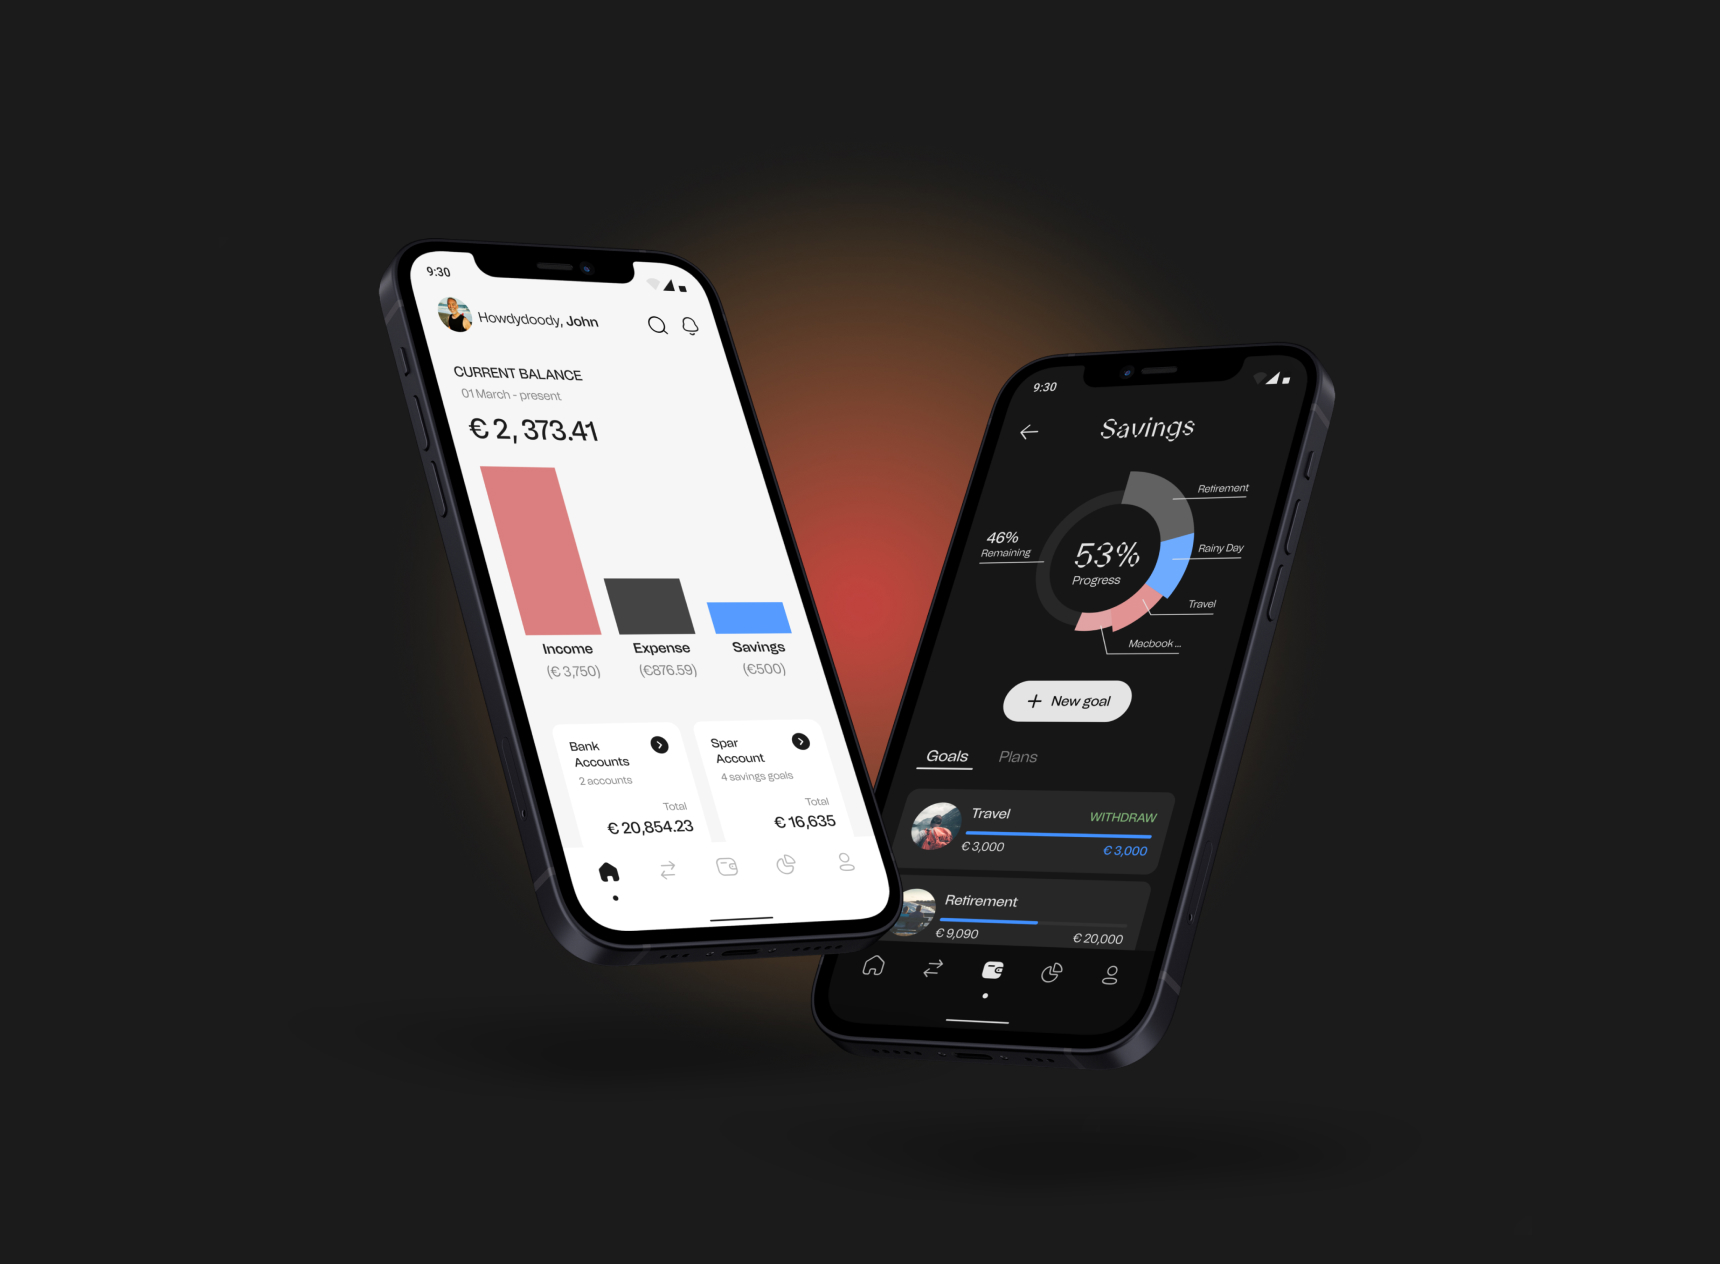 9:30
Howdydoody, John
CURRENT BALANCE
01 March - present
€ 2, 373.41
Income
(€ 3,750)
Expense
(€876.59)
Savings
(€500)
Bank
Accounts
2 accounts
Total
€ 20,854.23
Spar
Account
4 savings goals
Total
€ 16,635
9:30
Savings
Retirement
Rainy Day
Travel
Macbook ...
46%
Remaining
53%
Progress
+ New goal
Goals
Plans
Travel
WITHDRAW
€ 3,000
€ 3,000
Retirement
€ 9,090
€ 20,000